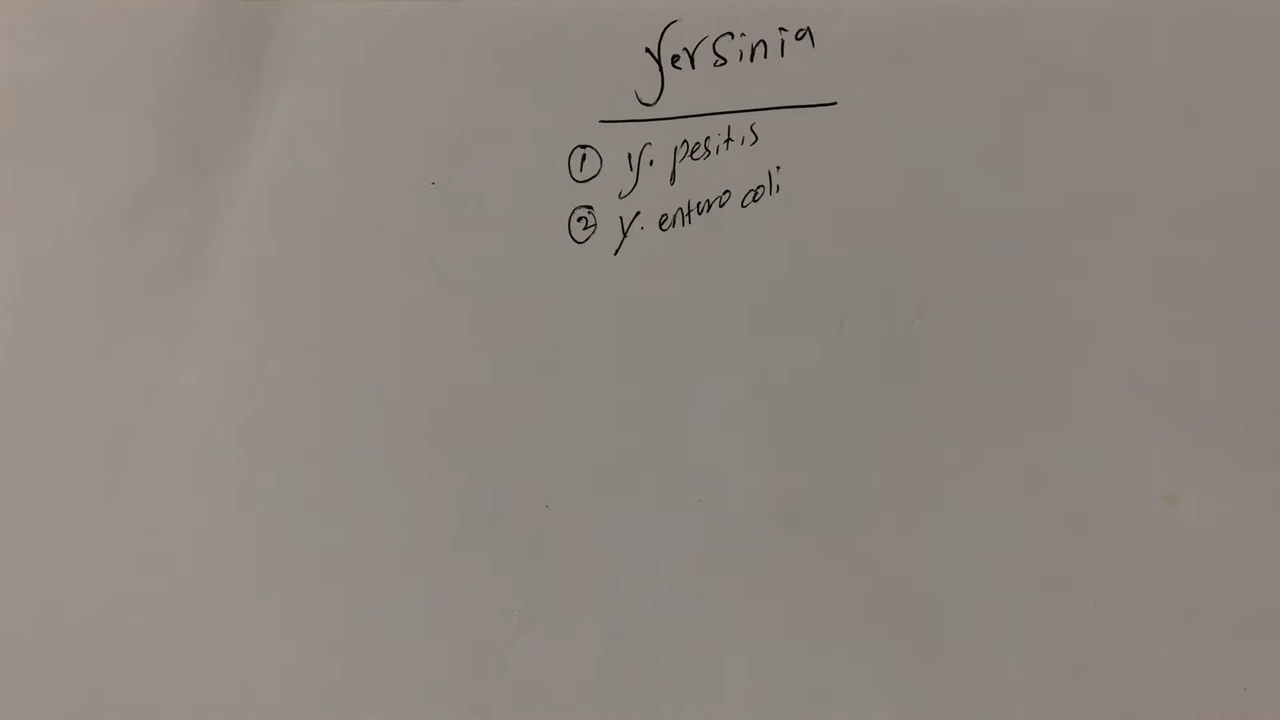 Yersinia
① Y. pesitis
② Y. entero coli